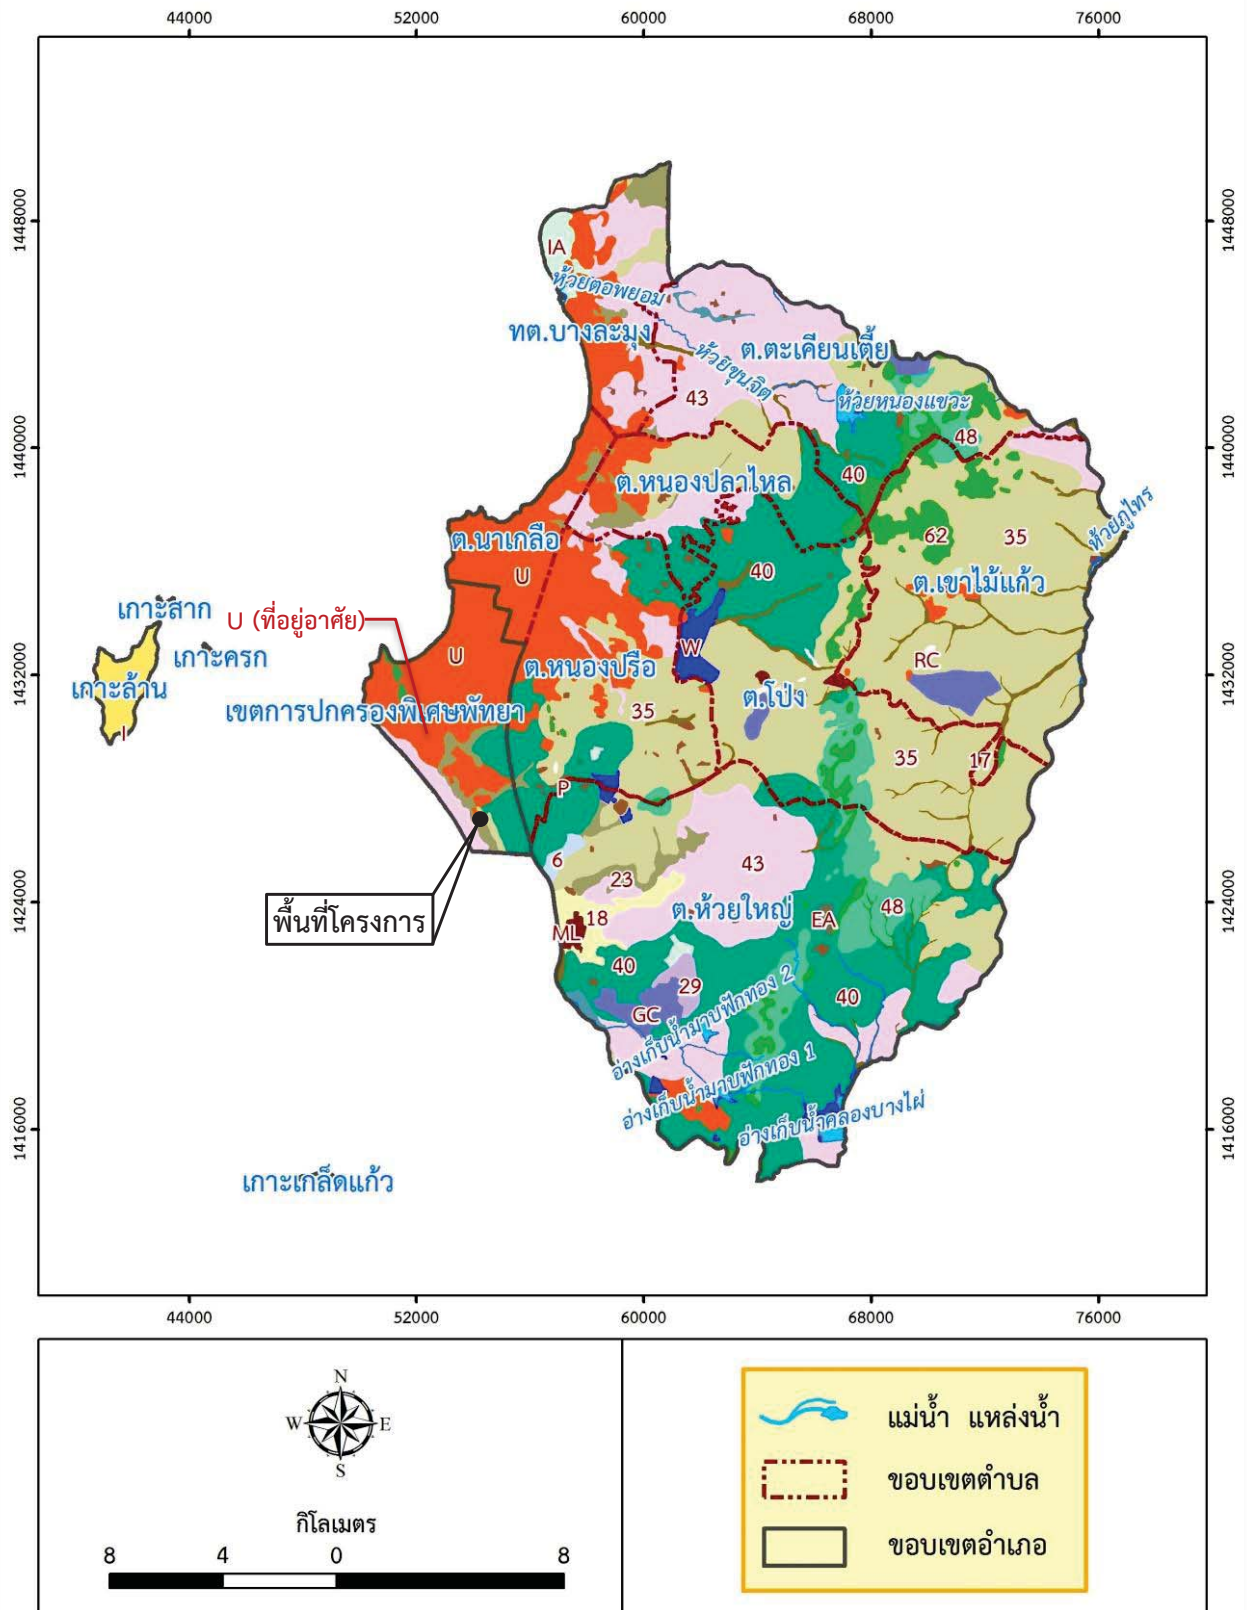 44000 52000 60000 68000 76000
1448000 1448000
IA
ห้วยตอพยอม
ทต.บางละมุง
ต.ตะเคียนเตี้ย
ห้วยขุนจิต
43
ห้วยหนองแขวะ
1440000 1440000
48
40
ต.หนองปลาไหล
ห้วยภูไทร
62 35
ต.นาเกลือ
U
40
ต.เขาไม้แก้ว
เกาะสาก
U (ที่อยู่อาศัย)
เกาะครก
U
W
RC
1432000 1432000
ต.หนองปรือ
เกาะล้าน
ต.โป่ง
เขตการปกครองพิเศษพัทยา
35
I
35
17
P
6
43
23
พื้นที่โครงการ
18
ต.ห้วยใหญ่
48
EA
1424000 1424000
ML
40
29
40
GC
อ่างเก็บน้ำมาบฟักทอง 2
อ่างเก็บน้ำมาบฟักทอง 1
อ่างเก็บน้ำคลองบางไผ่
1416000 1416000
เกาะเกล็ดแก้ว
44000 52000 60000 68000 76000
N
W E
S
กิโลเมตร
8 4 0 8
แม่น้ำ แหล่งน้ำ
ขอบเขตตำบล
ขอบเขตอำเภอ